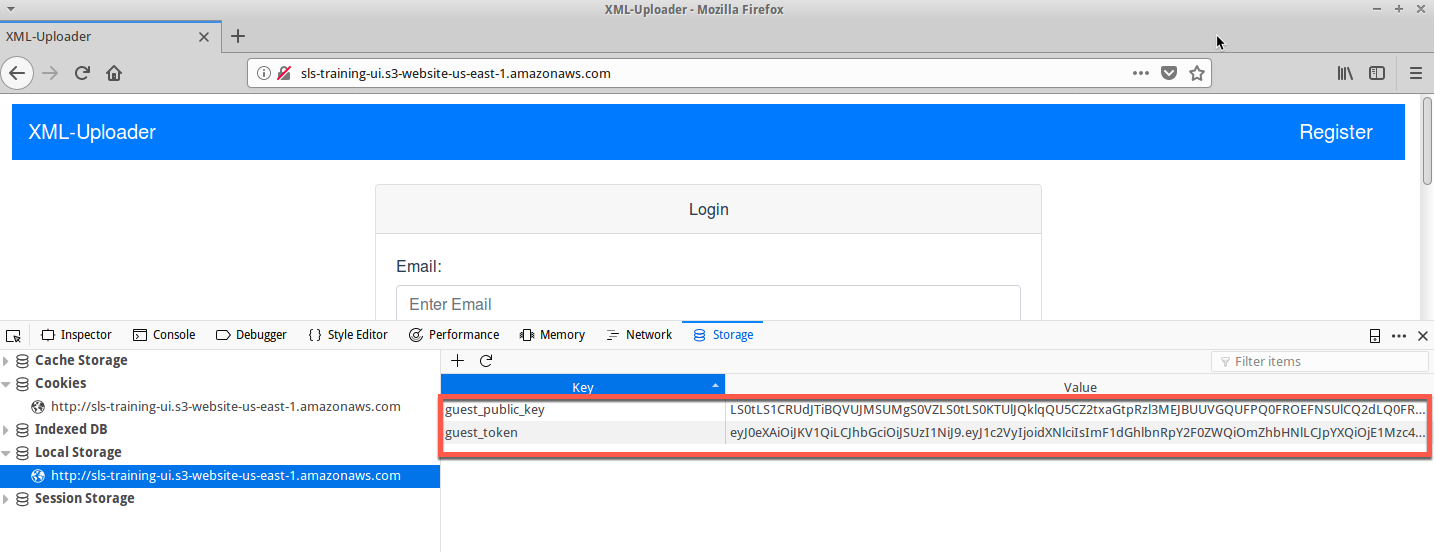 XML-Uploader - Mozilla Firefox
XML-Uploader
sls-training-ui.s3-website-us-east-1.amazonaws.com
XML-Uploader Register
Login
Email:
Enter Email
Inspector Console Debugger { } Style Editor Performance Memory Network Storage
Cache Storage
Cookies
http://sls-training-ui.s3-website-us-east-1.amazonaws.com
Indexed DB
Local Storage
http://sls-training-ui.s3-website-us-east-1.amazonaws.com
Session Storage
Filter items
Key Value
guest_public_key LS0tLS1CRUdJTiBQVUJMSUMgS0VZLS0tLS0KTUlJQklqQU5CZ2txaGtpRzl3MEJBUUVGQUFPQ0FROEFNSUlCQ2dLQ0FR...
guest_token eyJ0eXAiOiJKV1QiLCJhbGciOiJSUzI1NiJ9.eyJ1c2VyIjoidXNlciIsImF1dGhlbnRpY2F0ZWQiOmZhbHNlLCJpYXQiOjE1Mzc4...